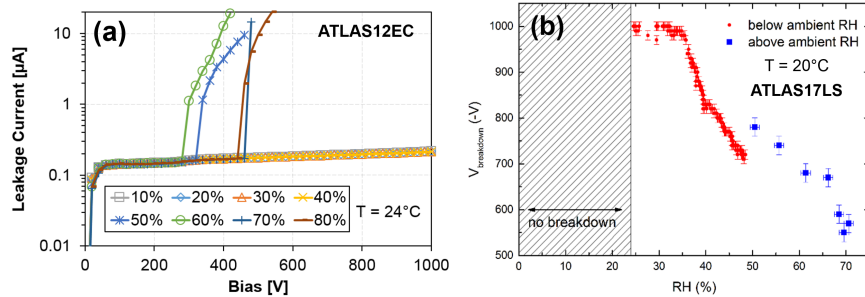 (a)
ATLAS12EC
Leakage Current [µA]
10
1
0.1
0.01
10% 20% 30% 40%
50% 60% 70% 80%
T = 24°C
0 200 400 600 800 1000
Bias [V]
(b)
below ambient RH
above ambient RH
T = 20°C
ATLAS17LS
V breakdown (-V)
1000
900
800
700
600
500
no breakdown
0 10 20 30 40 50 60 70
RH (%)